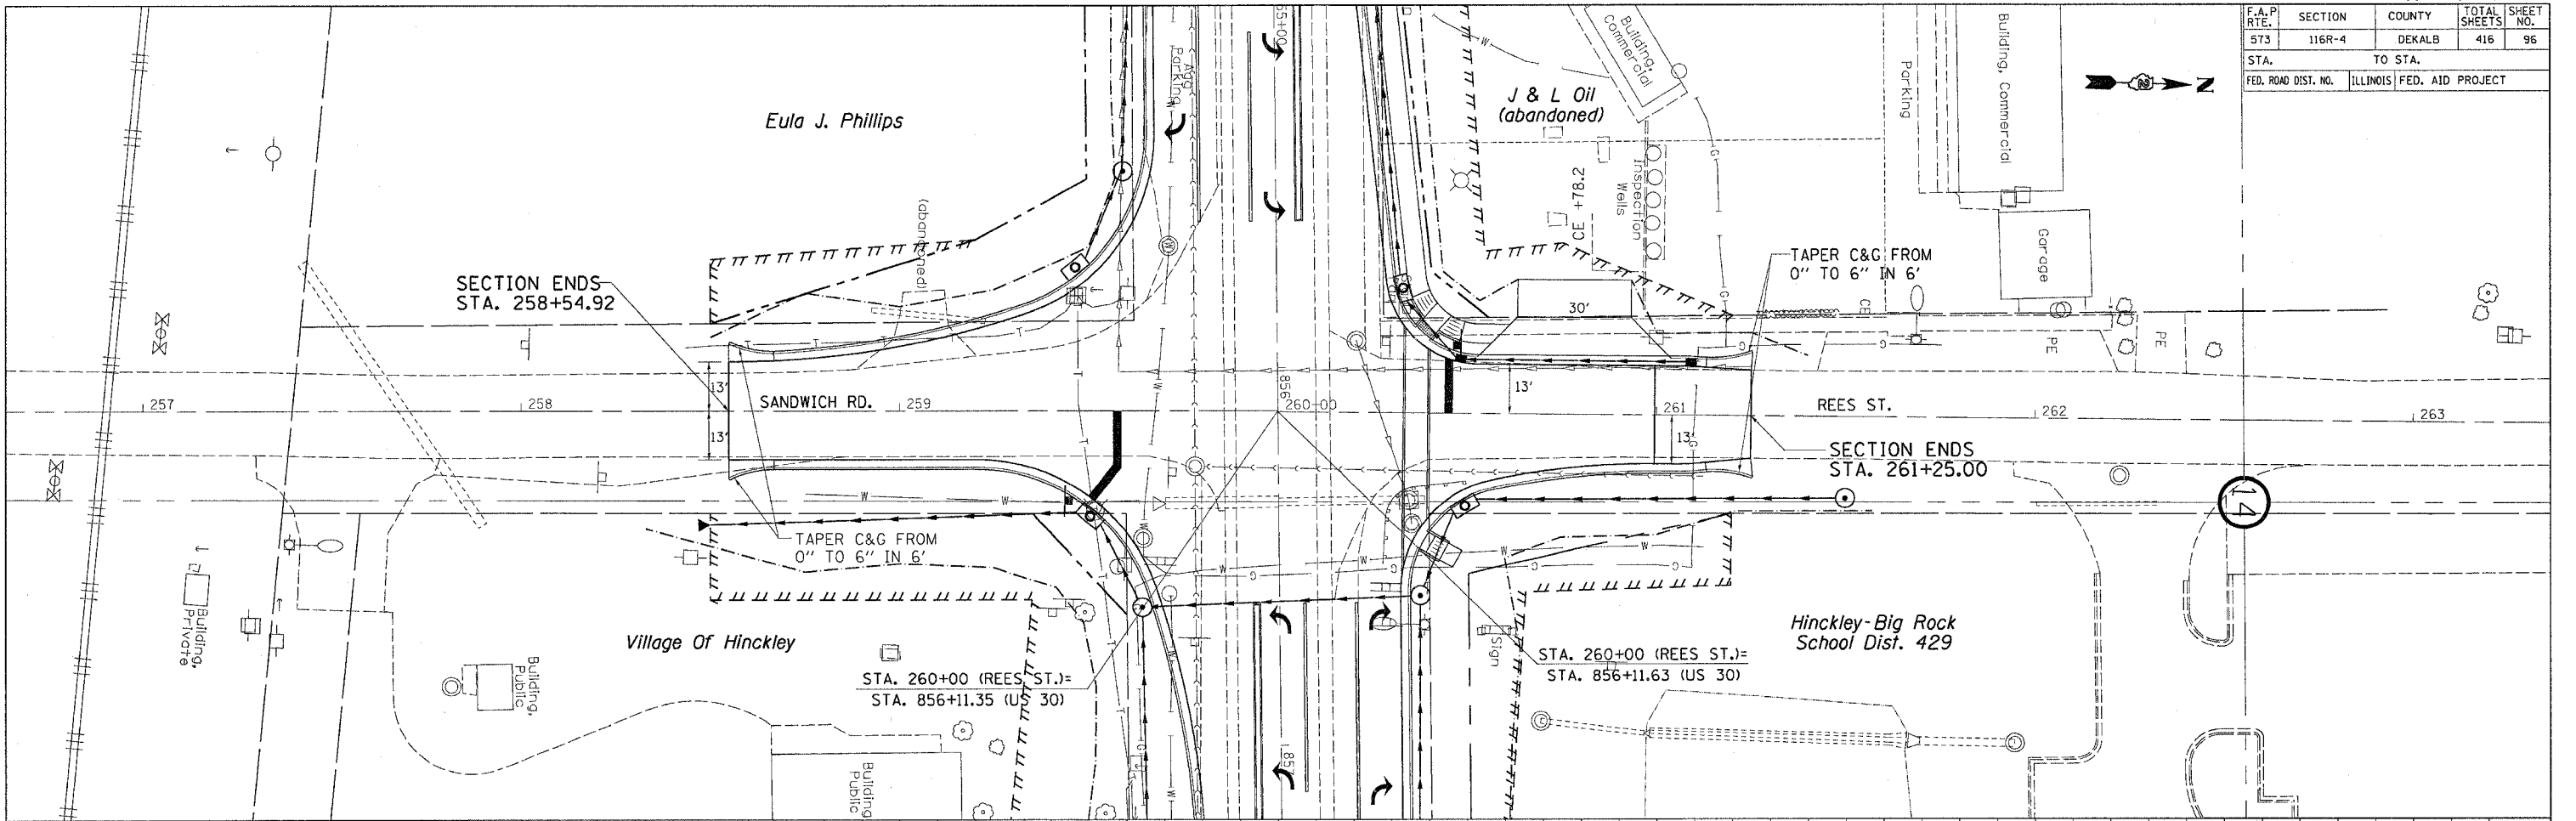 F.A.P. RTE. SECTION COUNTY TOTAL SHEETS SHEET NO.
573 116R-4 DEKALB 416 96
STA. TO STA.
FED. ROAD DIST. NO. ILLINOIS FED. AID PROJECT
N
Eula J. Phillips
Agg
Parking
55+00
Building,
Commercial
J & L Oil
(abandoned)
Inspection
Wells
CE +78.2
Parking
Building, Commercial
Garage
(abandoned)
SECTION ENDS
STA. 258+54.92
TAPER C&G FROM
0" TO 6" IN 6'
30'
CE
PE
PE
13'
13'
13'
13'
257
258
SANDWICH RD.
259
856
260+00
261
REES ST.
262
263
SECTION ENDS
STA. 261+25.00
14
TAPER C&G FROM
0" TO 6" IN 6'
Building,
Private
Building,
Public
Village Of Hinckley
STA. 260+00 (REES ST.)=
STA. 856+11.35 (US 30)
Sign
STA. 260+00 (REES ST.)=
STA. 856+11.63 (US 30)
Hinckley-Big Rock
School Dist. 429
857
Building
Public